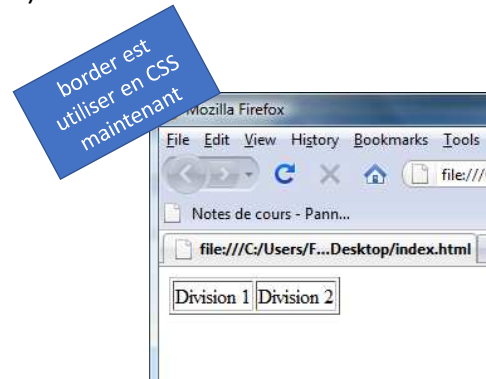 border est
utiliser en CSS
maintenant
Mozilla Firefox
File Edit View History Bookmarks Tools
file:///
Notes de cours - Pann...
file:///C:/Users/F...Desktop/index.html
Division 1 Division 2